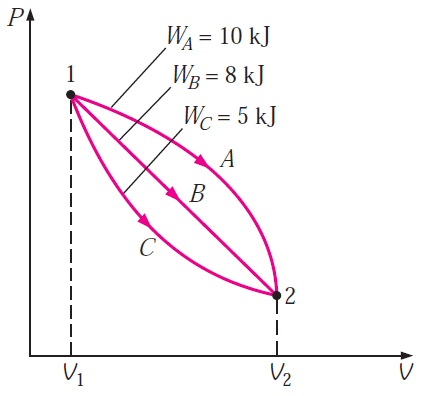 P
W_A = 10 kJ
1
W_B = 8 kJ
W_C = 5 kJ
A
B
C
2
V_1
V_2
V